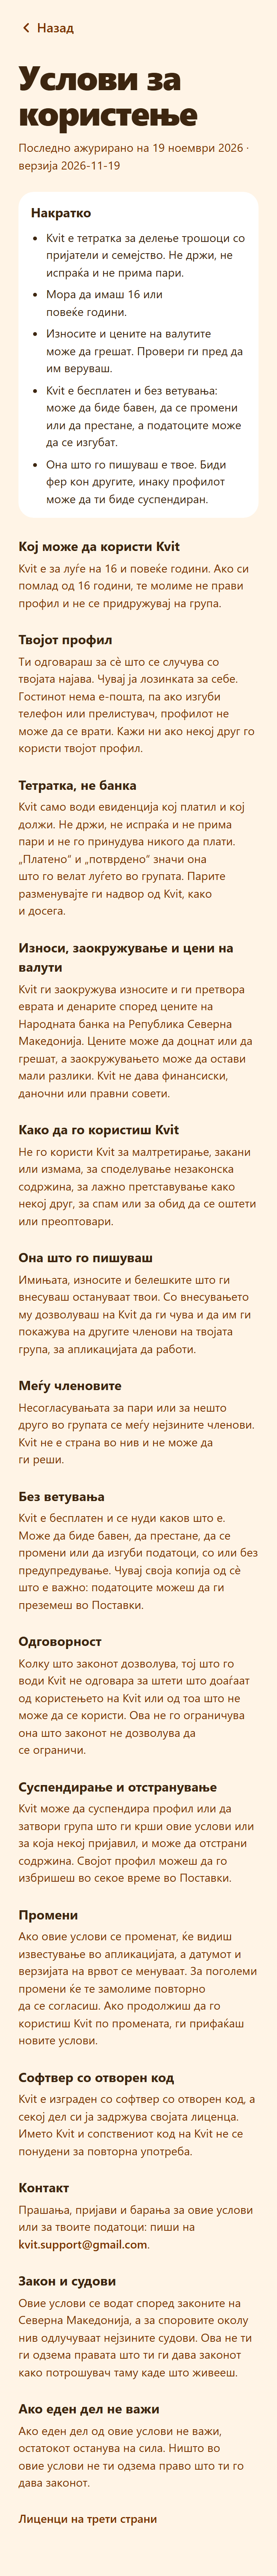 Назад
Услови за
користење
Последно ажурирано на 19 ноември 2026 ·
верзија 2026-11-19
Накратко
• Kvit е тетратка за делење трошоци со
пријатели и семејство. Не држи, не
испраќа и не прима пари.
• Мора да имаш 16 или
повеќе години.
• Износите и цените на валутите
може да грешат. Провери ги пред да
им веруваш.
• Kvit е бесплатен и без ветувања:
може да биде бавен, да се промени
или да престане, а податоците може
да се изгубат.
• Она што го пишуваш е твое. Биди
фер кон другите, инаку профилот
може да ти биде суспендиран.
Кој може да користи Kvit
Kvit е за луѓе на 16 и повеќе години. Ако си
помлад од 16 години, те молиме не прави
профил и не се придружувај на група.
Твојот профил
Ти одговараш за сѐ што се случува со
твојата најава. Чувај ја лозинката за себе.
Гостинот нема е-пошта, па ако изгуби
телефон или прелистувач, профилот не
може да се врати. Кажи ни ако некој друг го
користи твојот профил.
Тетратка, не банка
Kvit само води евиденција кој платил и кој
должи. Не држи, не испраќа и не прима
пари и не го принудува никого да плати.
„Платено“ и „потврдено“ значи она
што го велат луѓето во групата. Парите
разменувајте ги надвор од Kvit, како
и досега.
Износи, заокружување и цени на
валути
Kvit ги заокружува износите и ги претвора
еврата и денарите според цените на
Народната банка на Република Северна
Македонија. Цените може да доцнат или да
грешат, а заокружувањето може да остави
мали разлики. Kvit не дава финансиски,
даночни или правни совети.
Како да го користиш Kvit
Не го користи Kvit за малтретирање, закани
или измама, за споделување незаконска
содржина, за лажно претставување како
некој друг, за спам или за обид да се оштети
или преоптовари.
Она што го пишуваш
Имињата, износите и белешките што ги
внесуваш остануваат твои. Со внесувањето
му дозволуваш на Kvit да ги чува и да им ги
покажува на другите членови на твојата
група, за апликацијата да работи.
Меѓу членовите
Несогласувањата за пари или за нешто
друго во групата се меѓу нејзините членови.
Kvit не е страна во нив и не може да
ги реши.
Без ветувања
Kvit е бесплатен и се нуди каков што е.
Може да биде бавен, да престане, да се
промени или да изгуби податоци, со или без
предупредување. Чувај своја копија од сѐ
што е важно: податоците можеш да ги
преземеш во Поставки.
Одговорност
Колку што законот дозволува, тој што го
води Kvit не одговара за штети што доаѓаат
од користењето на Kvit или од тоа што не
може да се користи. Ова не го ограничува
она што законот не дозволува да
се ограничи.
Суспендирање и отстранување
Kvit може да суспендира профил или да
затвори група што ги крши овие услови или
за која некој пријавил, и може да отстрани
содржина. Својот профил можеш да го
избришеш во секое време во Поставки.
Промени
Ако овие услови се променат, ќе видиш
известување во апликацијата, а датумот и
верзијата на врвот се менуваат. За поголеми
промени ќе те замолиме повторно
да се согласиш. Ако продолжиш да го
користиш Kvit по промената, ги прифаќаш
новите услови.
Софтвер со отворен код
Kvit е изграден со софтвер со отворен код, а
секој дел си ја задржува својата лиценца.
Името Kvit и сопствениот код на Kvit не се
понудени за повторна употреба.
Контакт
Прашања, пријави и барања за овие услови
или за твоите податоци: пиши на
kvit.support@gmail.com.
Закон и судови
Овие услови се водат според законите на
Северна Македонија, а за споровите околу
нив одлучуваат нејзините судови. Ова не ти
ги одзема правата што ти ги дава законот
како потрошувач таму каде што живееш.
Ако еден дел не важи
Ако еден дел од овие услови не важи,
остатокот останува на сила. Ништо во
овие услови не ти одзема право што ти го
дава законот.
Лиценци на трети страни